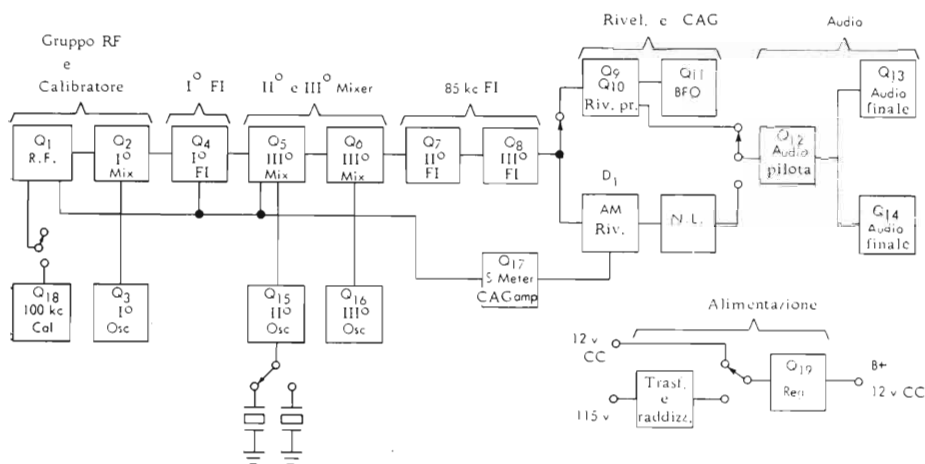 Gruppo RF
e
Calibratore
I° FI
II° e III° Mixer
85 kc FI
Rivel. e CAG
Audio
Q1
R.F.
Q2
I°
Mix
Q4
I°
FI
Q5
III°
Mix
Q6
III°
Mix
Q7
II°
FI
Q8
III°
FI
Q9
Q10
Riv. pr.
Q11
BFO
Q12
Audio
pilota
Q13
Audio
finale
D1
AM
Riv.
N.L.
Q14
Audio
finale
Q17
S Meter
CAG amp
Q18
100 kc
Cal
Q3
I°
Osc
Q15
II°
Osc
Q16
III°
Osc
Alimentazione
12 v
CC
115 v
Trasf.
e
raddizz.
Q19
Reg
B+
12 v CC